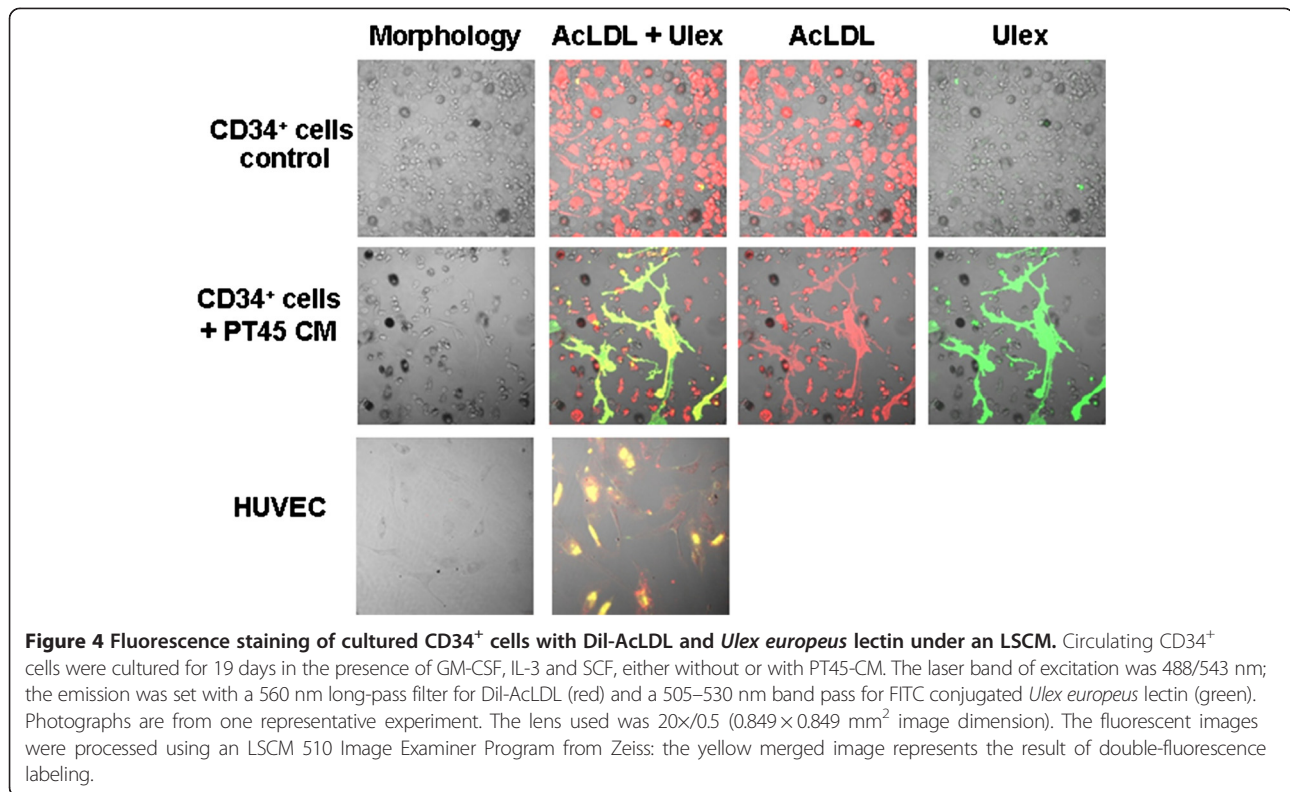 Morphology AcLDL + Ulex AcLDL Ulex
CD34⁺ cells
control
CD34⁺ cells
+ PT45 CM
HUVEC
Figure 4 Fluorescence staining of cultured CD34⁺ cells with Dil-AcLDL and Ulex europeus lectin under an LSCM. Circulating CD34⁺
cells were cultured for 19 days in the presence of GM-CSF, IL-3 and SCF, either without or with PT45-CM. The laser band of excitation was 488/543 nm;
the emission was set with a 560 nm long-pass filter for Dil-AcLDL (red) and a 505–530 nm band pass for FITC conjugated Ulex europeus lectin (green).
Photographs are from one representative experiment. The lens used was 20×/0.5 (0.849 × 0.849 mm² image dimension). The fluorescent images
were processed using an LSCM 510 Image Examiner Program from Zeiss: the yellow merged image represents the result of double-fluorescence
labeling.